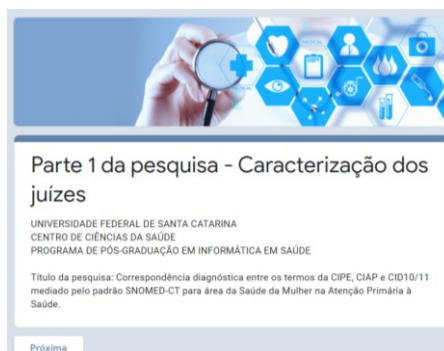 Parte 1 da pesquisa - Caracterização dos
juízes
UNIVERSIDADE FEDERAL DE SANTA CATARINA
CENTRO DE CIÊNCIAS DA SAÚDE
PROGRAMA DE PÓS-GRADUAÇÃO EM INFORMÁTICA EM SAÚDE
Título da pesquisa: Correspondência diagnóstica entre os termos da CIPE, CIAP e CID10/11
mediado pelo padrão SNOMED-CT para área da Saúde da Mulher na Atenção Primária à
Saúde.
Próxima